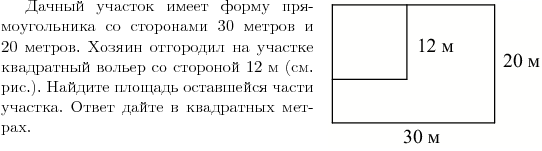 Дачный участок имеет форму пря-
моугольника со сторонами 30 метров и
20 метров. Хозяин отгородил на участке
квадратный вольер со стороной 12 м (см.
рис.). Найдите площадь оставшейся части
участка. Ответ дайте в квадратных мет-
рах.
12 м
20 м
30 м